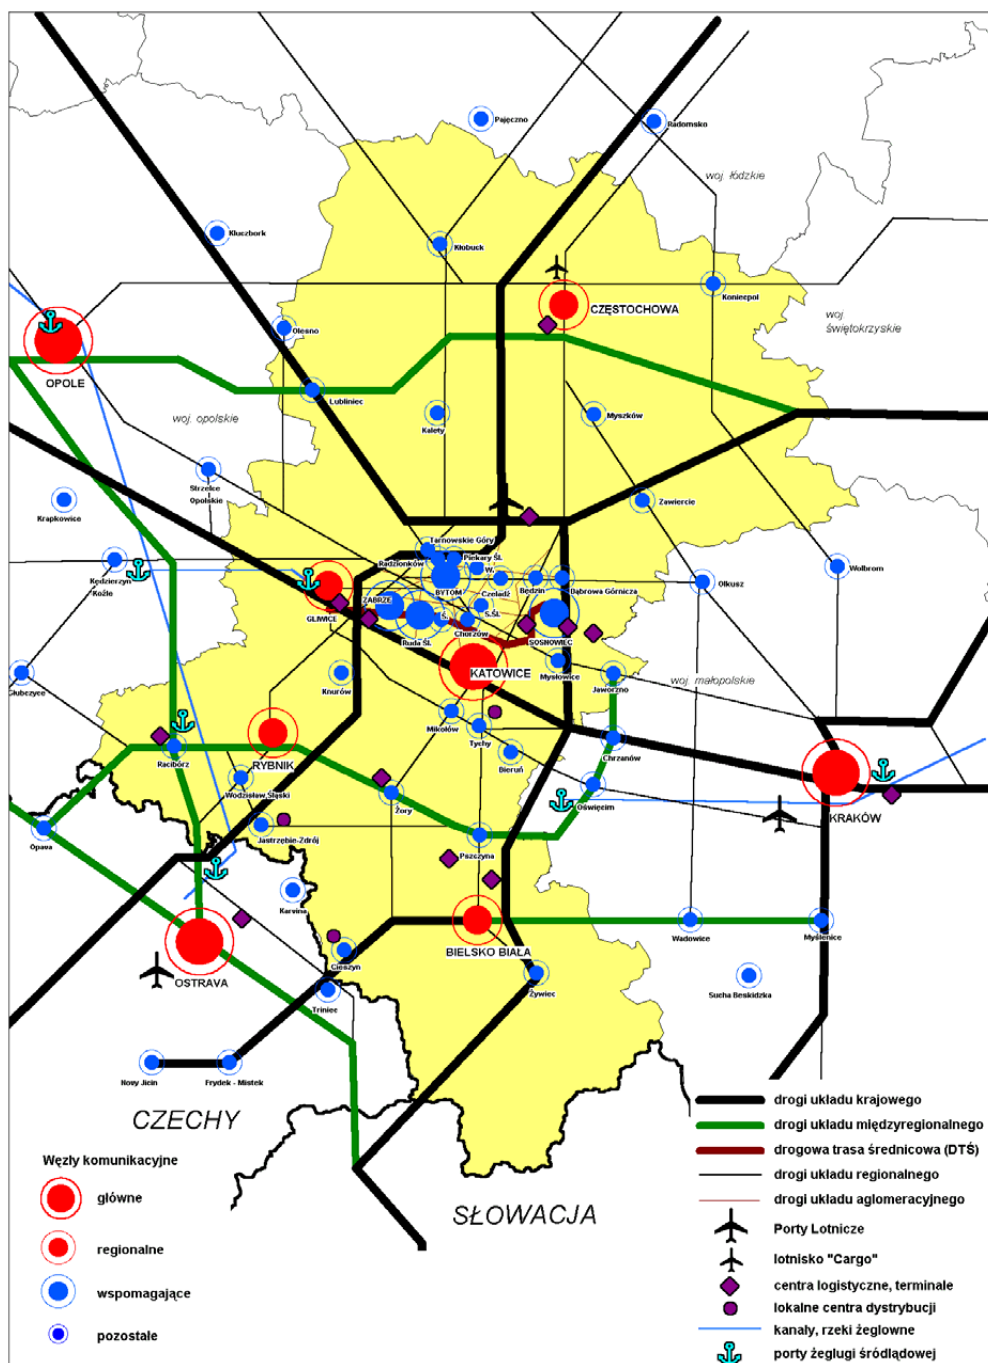 Pajęczno
Radomsko
woj. łódzkie
Kluczbork
Kłobuck
Koniecpol
CZĘSTOCHOWA
woj
świętokrzyskie
Olesno
OPOLE
Lubliniec
woj. opolskie
Kalety
Myszków
Strzelce
Opolskie
Krapkowice
Zawiercie
Tarnowskie Góry
Radzionków
Piekary Śl.
W.
Wolbrom
Kędzierzyn
Koźle
BYTOM
Czeladź
Będzin
Dąbrowa Górnicza
Olkusz
ZABRZE
GLIWICE
Ruda Śl.
Ś.
S.Śl.
Chorzów
SOSNOWIEC
KATOWICE
Mysłowice
Głubczyce
Knurów
Jaworzno
woj. małopolskie
Mikołów
Tychy
Bieruń
Chrzanów
Racibórz
RYBNIK
Wodzisław Śląski
Żory
Oświęcim
KRAKÓW
Opava
Jastrzębie-Zdrój
Pszczyna
Karvina
BIELSKO BIAŁA
Wadowice
Myślenice
Cieszyn
OSTRAVA
Triniec
Żywiec
Sucha Beskidzka
Novy Jicin
Frydek - Mistek
CZECHY
SŁOWACJA
Węzły komunikacyjne
główne
regionalne
wspomagające
pozostałe
drogi układu krajowego
drogi układu międzyregionalnego
drogowa trasa średnicowa (DTŚ)
drogi układu regionalnego
drogi układu aglomeracyjnego
Porty Lotnicze
lotnisko "Cargo"
centra logistyczne, terminale
lokalne centra dystrybucji
kanały, rzeki żeglowne
porty żeglugi śródlądowej